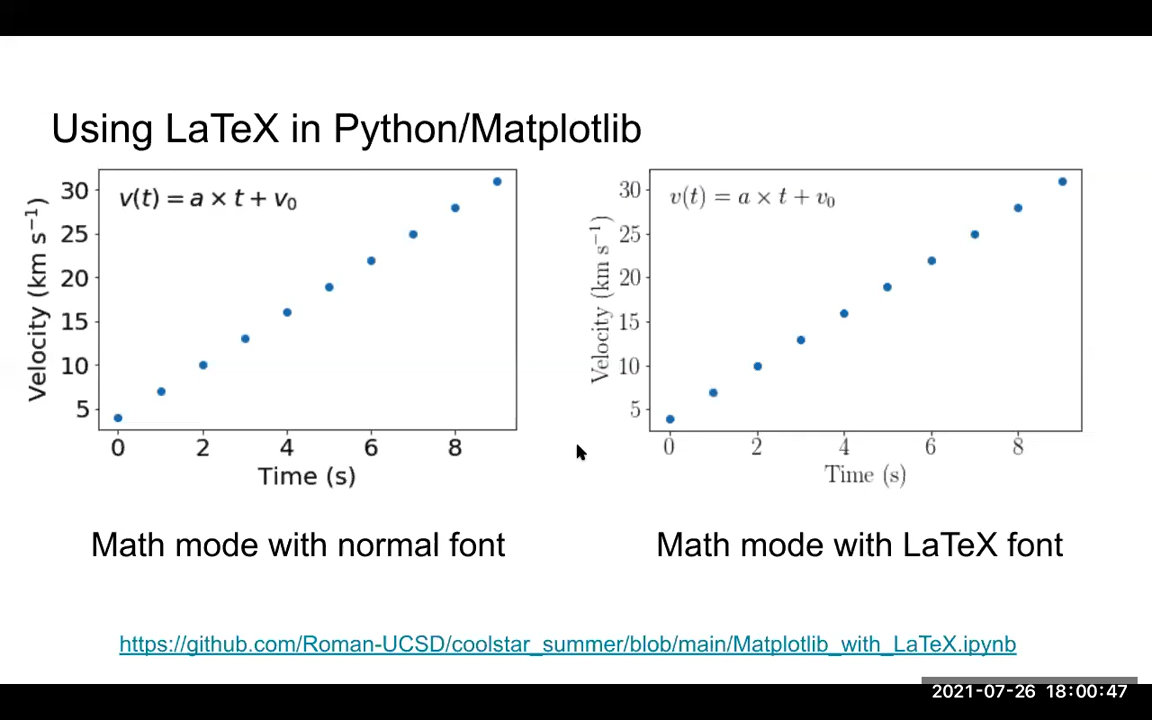 Using LaTeX in Python/Matplotlib
v(t) = a × t + v₀
Velocity (km s⁻¹)
30
25
20
15
10
5
0 2 4 6 8
Time (s)
Math mode with normal font
v(t) = a × t + v₀
Velocity (km s⁻¹)
30
25
20
15
10
5
0 2 4 6 8
Time (s)
Math mode with LaTeX font
https://github.com/Roman-UCSD/coolstar_summer/blob/main/Matplotlib_with_LaTeX.ipynb
2021-07-26 18:00:47